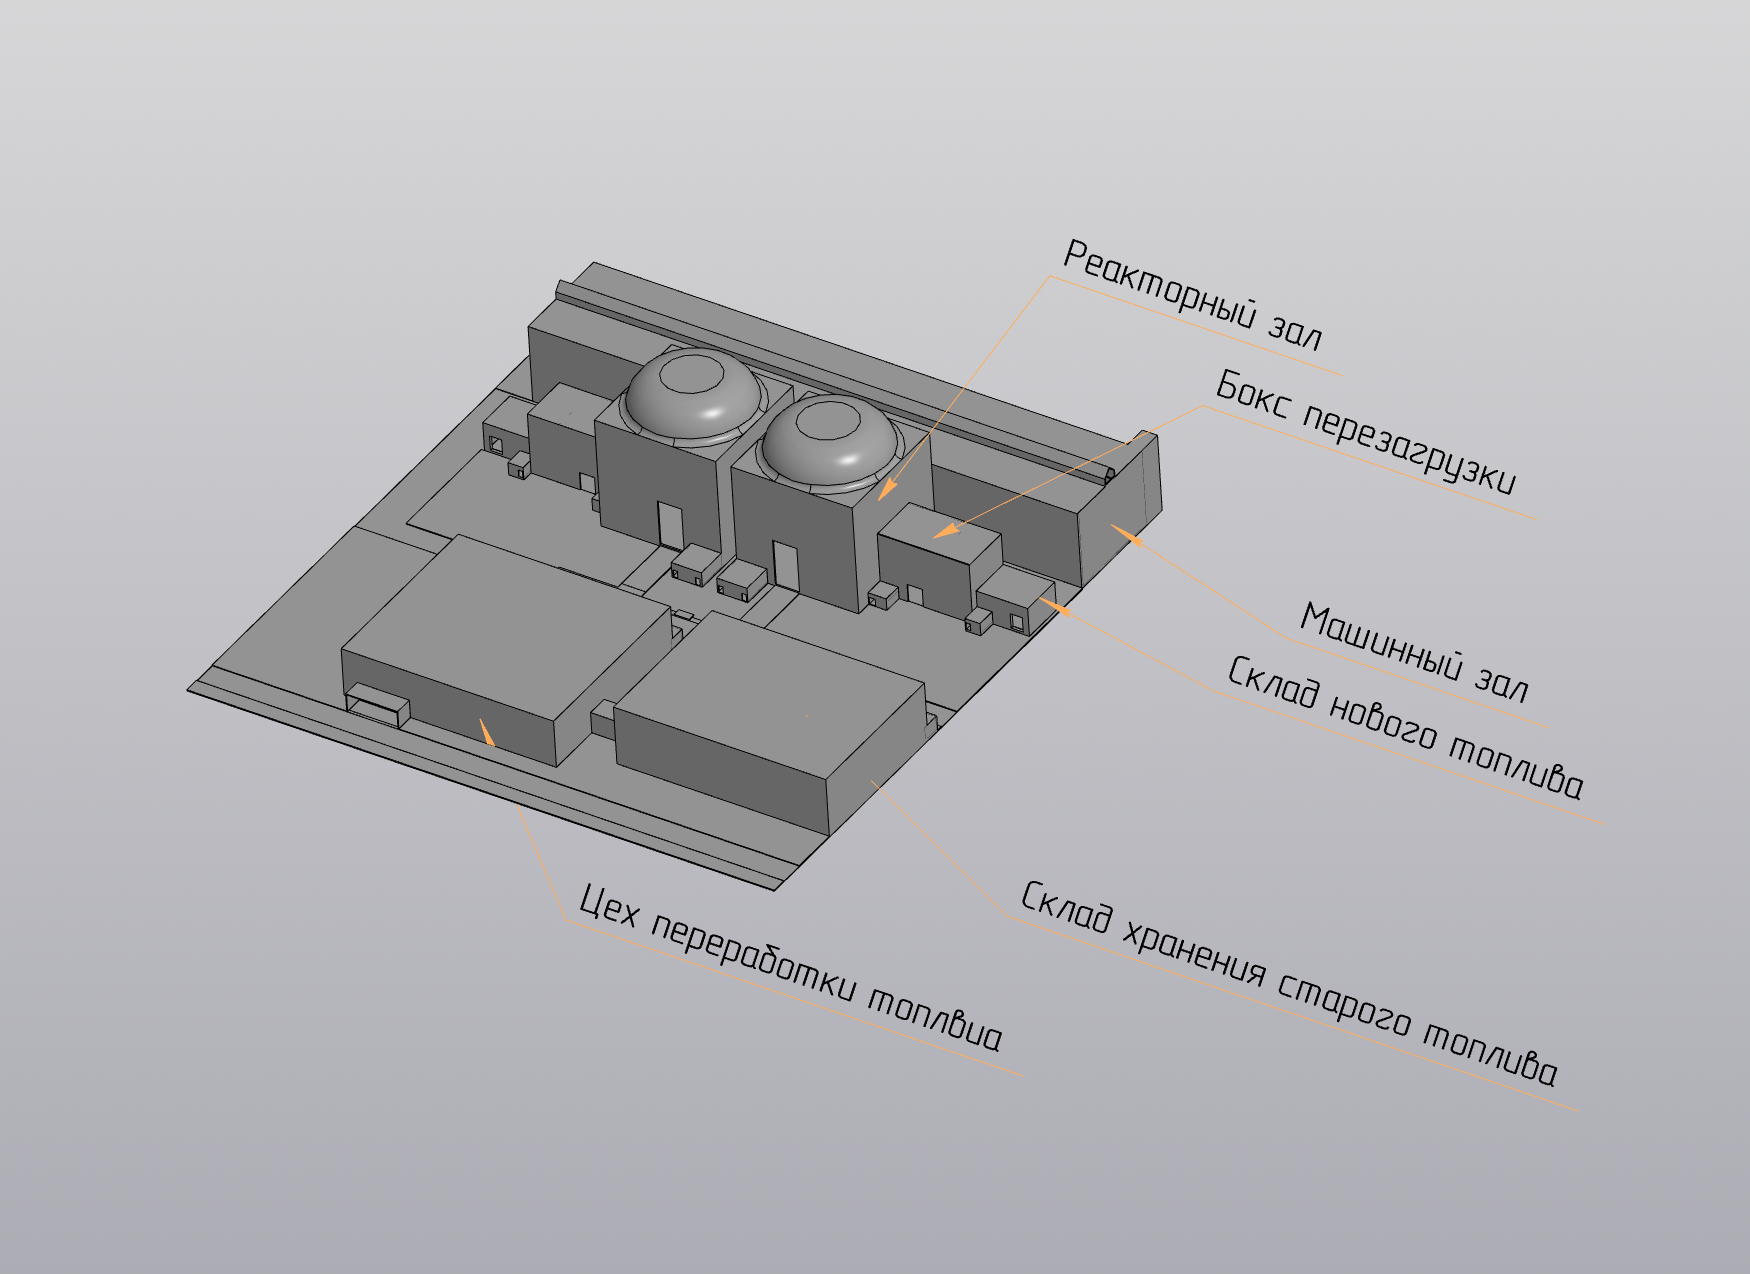 Реакторный зал
Бокс перезагрузки
Машинный зал
Склад нового топлива
Склад хранения старого топлива
Цех переработки топлвиа